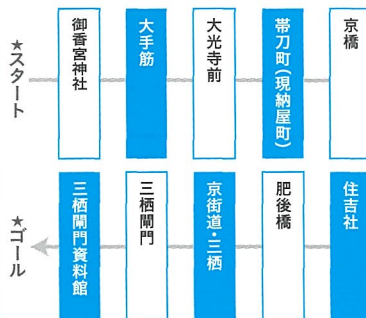 ★スタート
御香宮神社
大手筋
大光寺前
帯刀町(現納屋町)
京橋
住吉社
肥後橋
京街道・三栖
三栖閘門
三栖閘門資料館
★ゴール